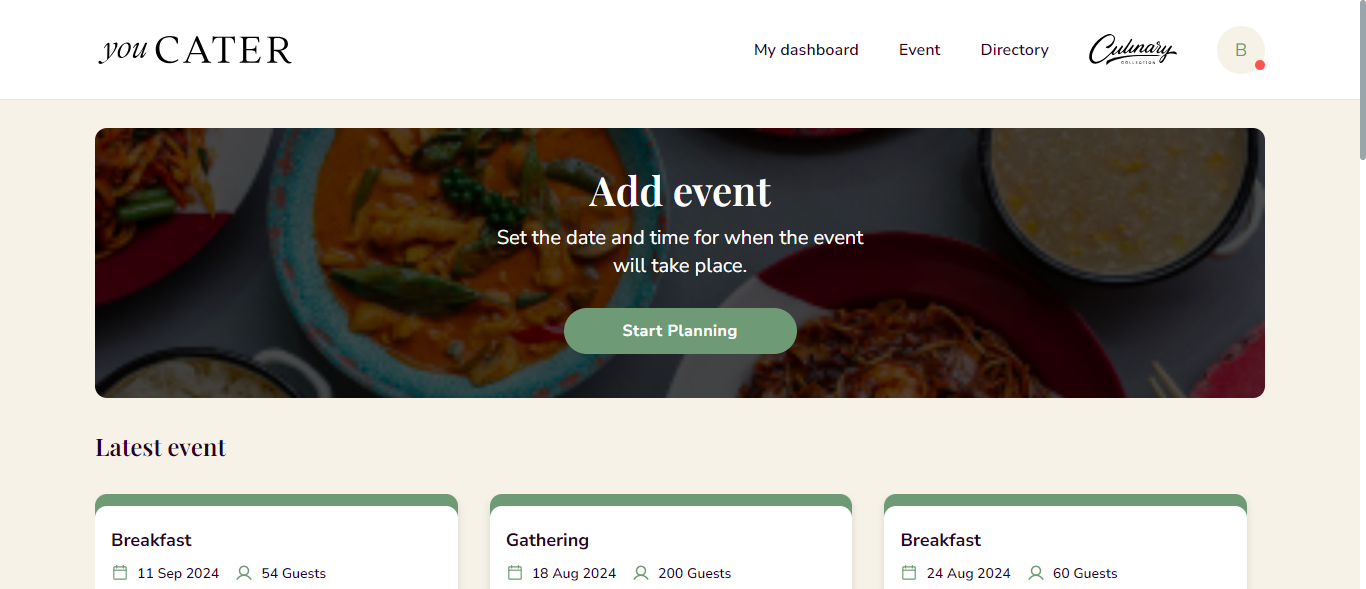 you CATER
My dashboard
Event
Directory
Culinary
COLLECTION
B
Add event
Set the date and time for when the event
will take place.
Start Planning
Latest event
Breakfast
11 Sep 2024
54 Guests
Gathering
18 Aug 2024
200 Guests
Breakfast
24 Aug 2024
60 Guests